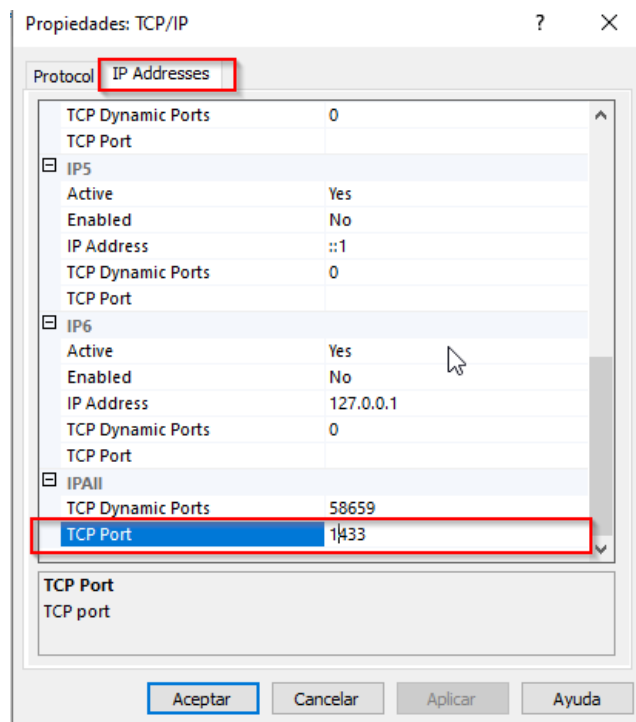 Propiedades: TCP/IP ?
Protocol IP Addresses
TCP Dynamic Ports 0
TCP Port
IP5
Active Yes
Enabled No
IP Address ::1
TCP Dynamic Ports 0
TCP Port
IP6
Active Yes
Enabled No
IP Address 127.0.0.1
TCP Dynamic Ports 0
TCP Port
IPAll
TCP Dynamic Ports 58659
TCP Port 1433
TCP Port
TCP port
Aceptar Cancelar Aplicar Ayuda